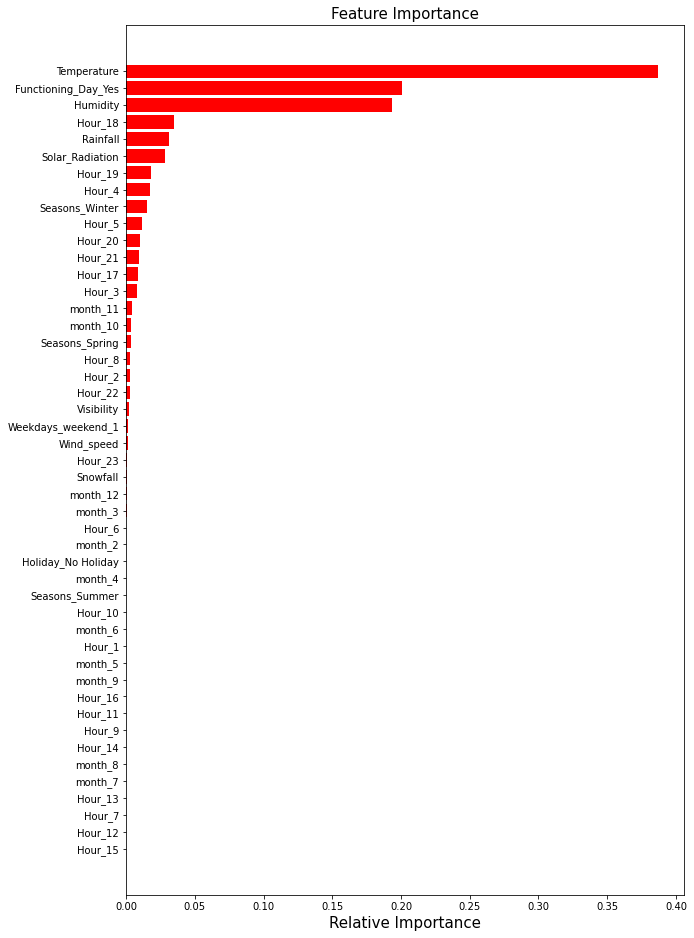 Feature Importance
Temperature
Functioning_Day_Yes
Humidity
Hour_18
Rainfall
Solar_Radiation
Hour_19
Hour_4
Seasons_Winter
Hour_5
Hour_20
Hour_21
Hour_17
Hour_3
month_11
month_10
Seasons_Spring
Hour_8
Hour_2
Hour_22
Visibility
Weekdays_weekend_1
Wind_speed
Hour_23
Snowfall
month_12
month_3
Hour_6
month_2
Holiday_No Holiday
month_4
Seasons_Summer
Hour_10
month_6
Hour_1
month_5
month_9
Hour_16
Hour_11
Hour_9
Hour_14
month_8
month_7
Hour_13
Hour_7
Hour_12
Hour_15
0.00 0.05 0.10 0.15 0.20 0.25 0.30 0.35 0.40
Relative Importance